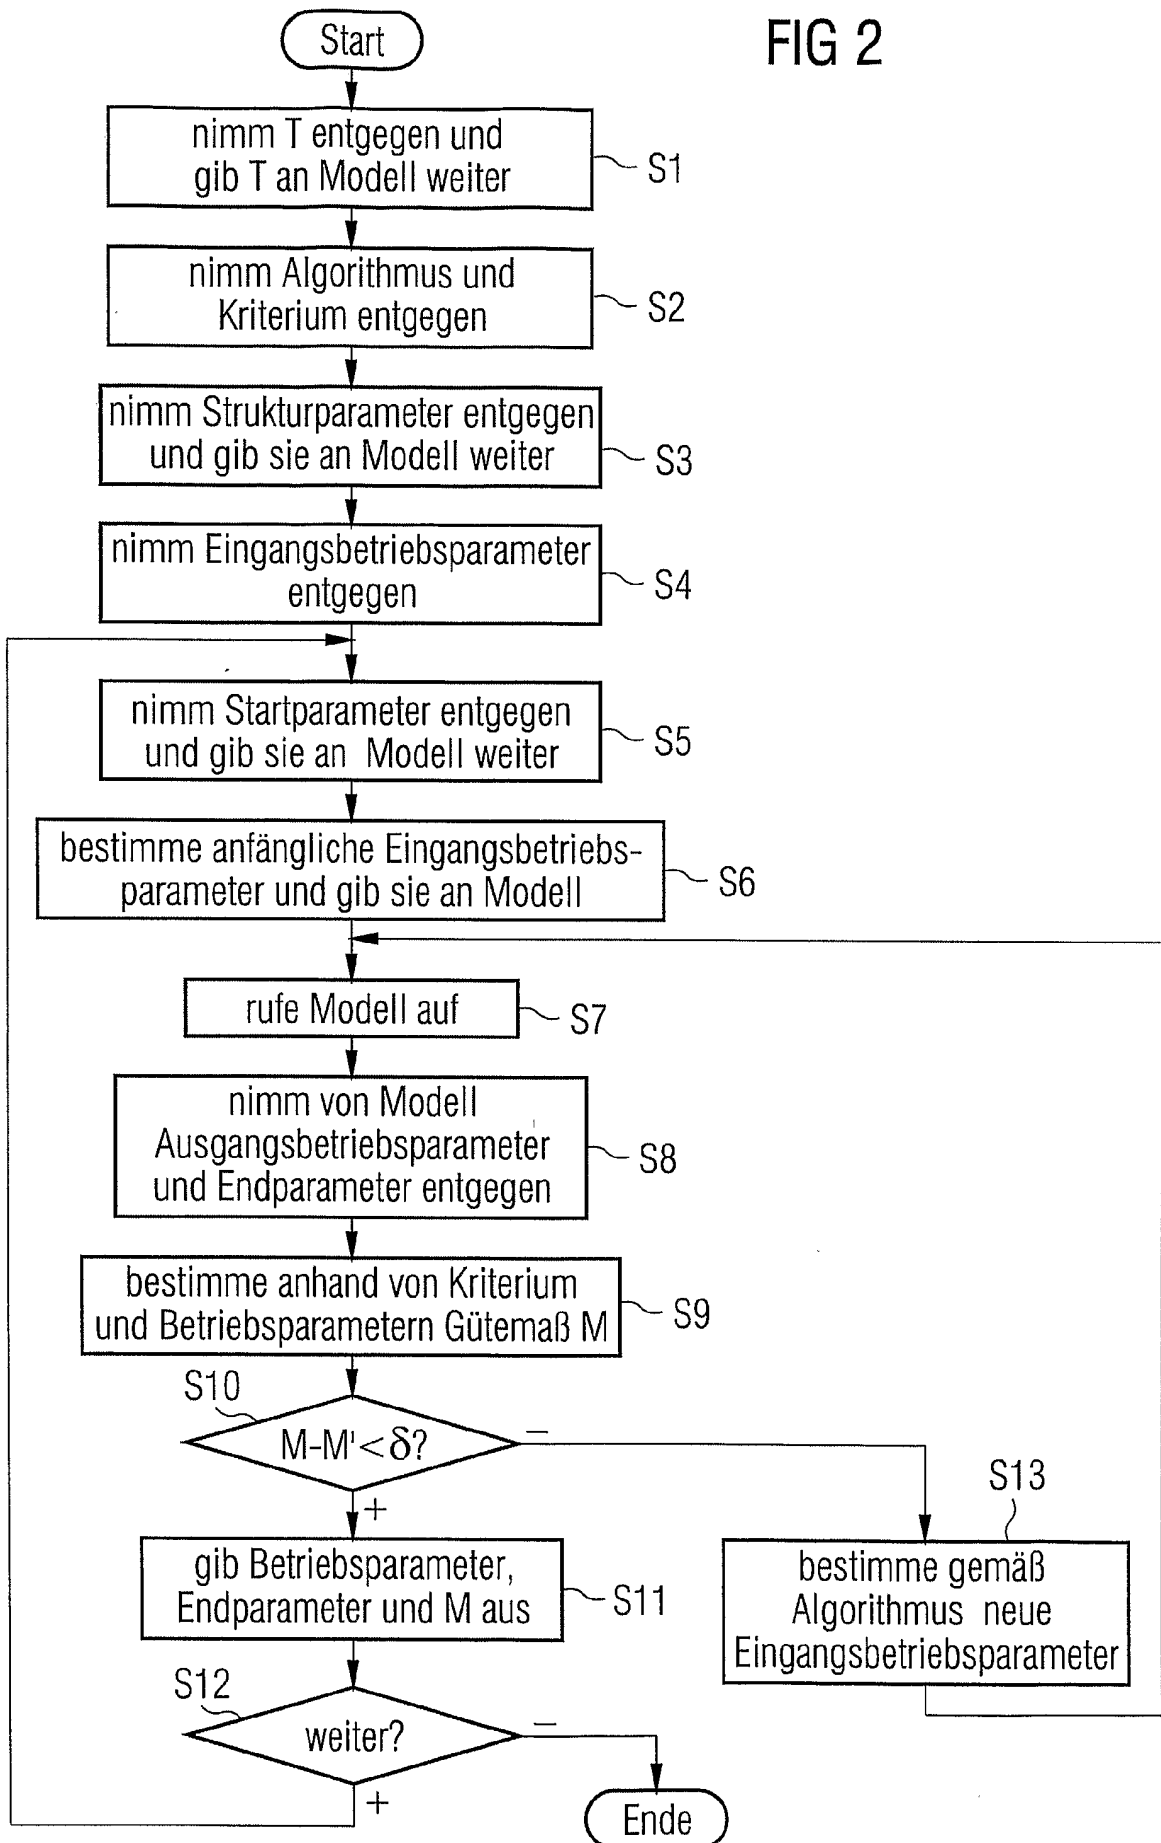 FIG 2
Start
nimm T entgegen und
gib T an Modell weiter
S1
nimm Algorithmus und
Kriterium entgegen
S2
nimm Strukturparameter entgegen
und gib sie an Modell weiter
S3
nimm Eingangsbetriebsparameter
entgegen
S4
nimm Startparameter entgegen
und gib sie an Modell weiter
S5
bestimme anfängliche Eingangsbetriebs-
parameter und gib sie an Modell
S6
rufe Modell auf
S7
nimm von Modell
Ausgangsbetriebsparameter
und Endparameter entgegen
S8
bestimme anhand von Kriterium
und Betriebsparametern Gütemaß M
S9
S10
M-M'<δ?
−
+
S13
bestimme gemäß
Algorithmus neue
Eingangsbetriebsparameter
gib Betriebsparameter,
Endparameter und M aus
S11
S12
weiter?
−
+
Ende